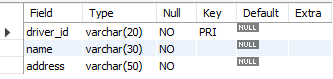 Field Type Null Key Default Extra
driver_id varchar(20) NO PRI NULL
name varchar(30) NO NULL
address varchar(50) NO NULL